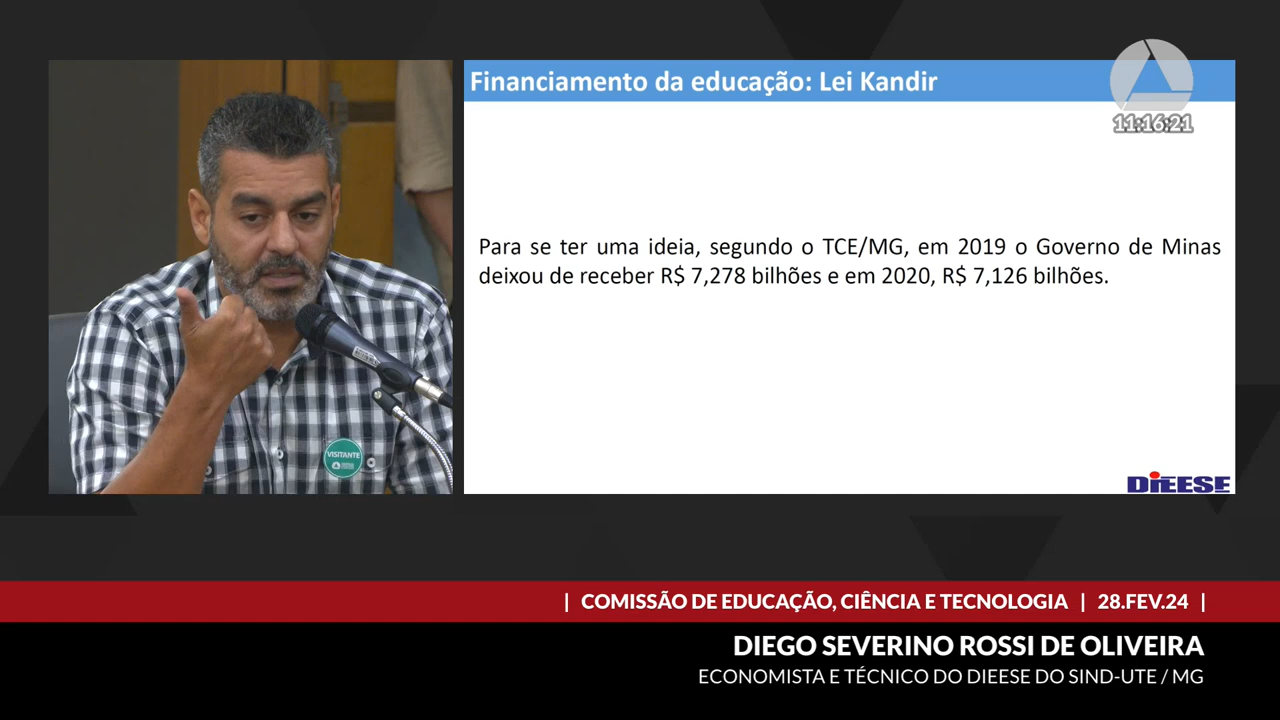 Financiamento da educação: Lei Kandir
11:16:21
Para se ter uma ideia, segundo o TCE/MG, em 2019 o Governo de Minas
deixou de receber R$ 7,278 bilhões e em 2020, R$ 7,126 bilhões.
VISITANTE
DIEESE
| COMISSÃO DE EDUCAÇÃO, CIÊNCIA E TECNOLOGIA | 28.FEV.24 |
DIEGO SEVERINO ROSSI DE OLIVEIRA
ECONOMISTA E TÉCNICO DO DIEESE DO SIND-UTE / MG